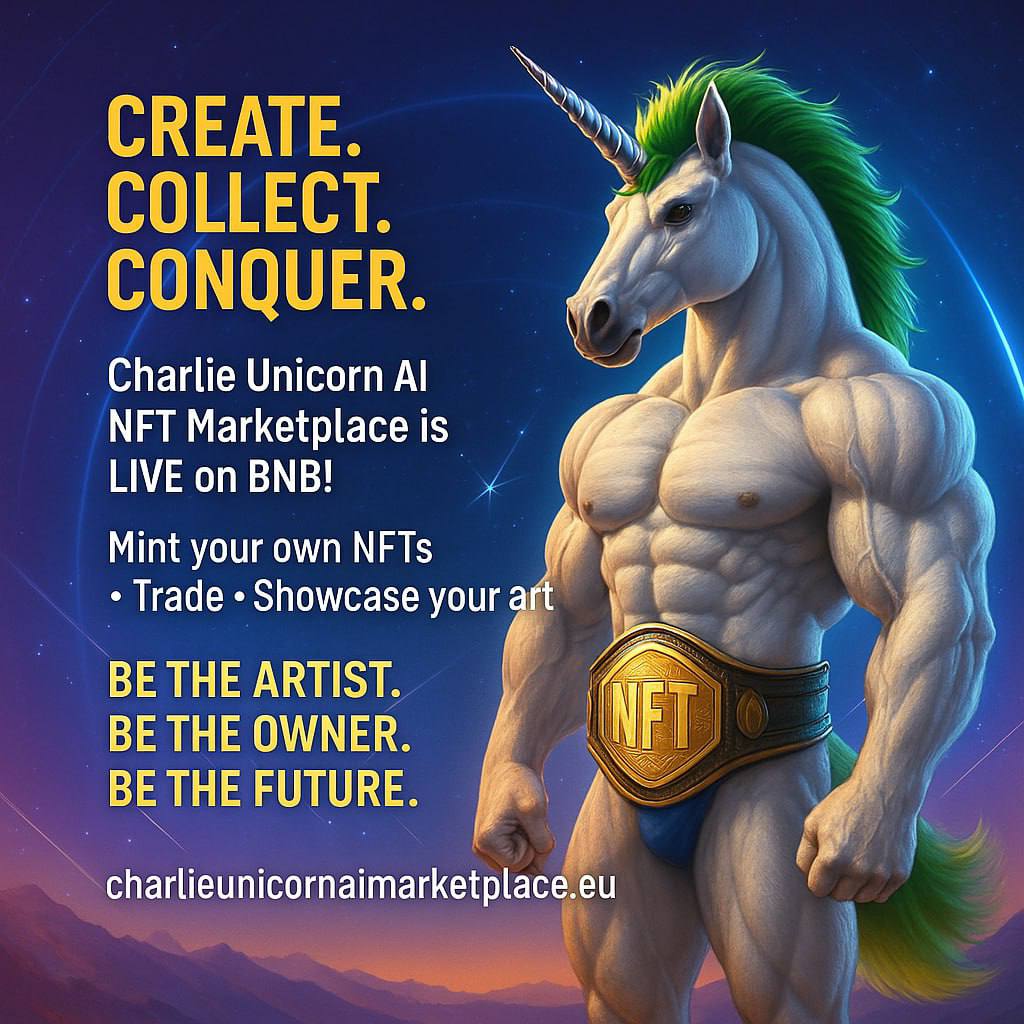 CREATE.
COLLECT.
CONQUER.
Charlie Unicorn AI
NFT Marketplace is
LIVE on BNB!
Mint your own NFTs
• Trade • Showcase your art
BE THE ARTIST.
BE THE OWNER.
BE THE FUTURE.
charlieunicornaimarketplace.eu
NFT